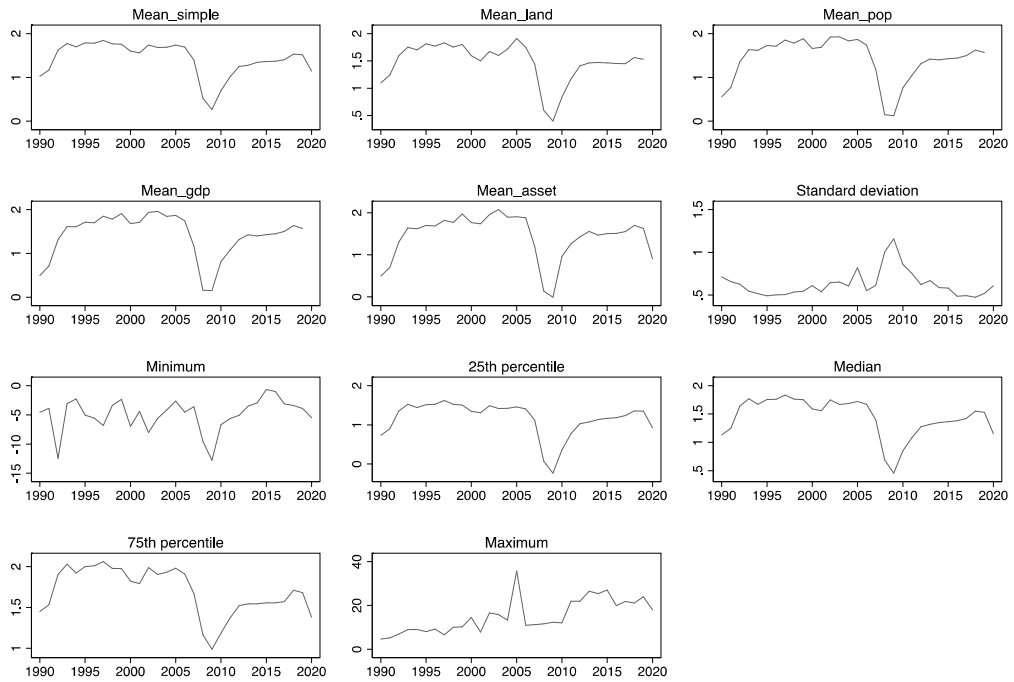 Mean_simple
0 1 2
1990 1995 2000 2005 2010 2015 2020
Mean_land
.5 1 1.5 2
1990 1995 2000 2005 2010 2015 2020
Mean_pop
0 1 2
1990 1995 2000 2005 2010 2015 2020
Mean_gdp
0 1 2
1990 1995 2000 2005 2010 2015 2020
Mean_asset
0 1 2
1990 1995 2000 2005 2010 2015 2020
Standard deviation
.5 1 1.5
1990 1995 2000 2005 2010 2015 2020
Minimum
-15 -10 -5 0
1990 1995 2000 2005 2010 2015 2020
25th percentile
0 1 2
1990 1995 2000 2005 2010 2015 2020
Median
.5 1 1.5 2
1990 1995 2000 2005 2010 2015 2020
75th percentile
1 1.5 2
1990 1995 2000 2005 2010 2015 2020
Maximum
0 20 40
1990 1995 2000 2005 2010 2015 2020